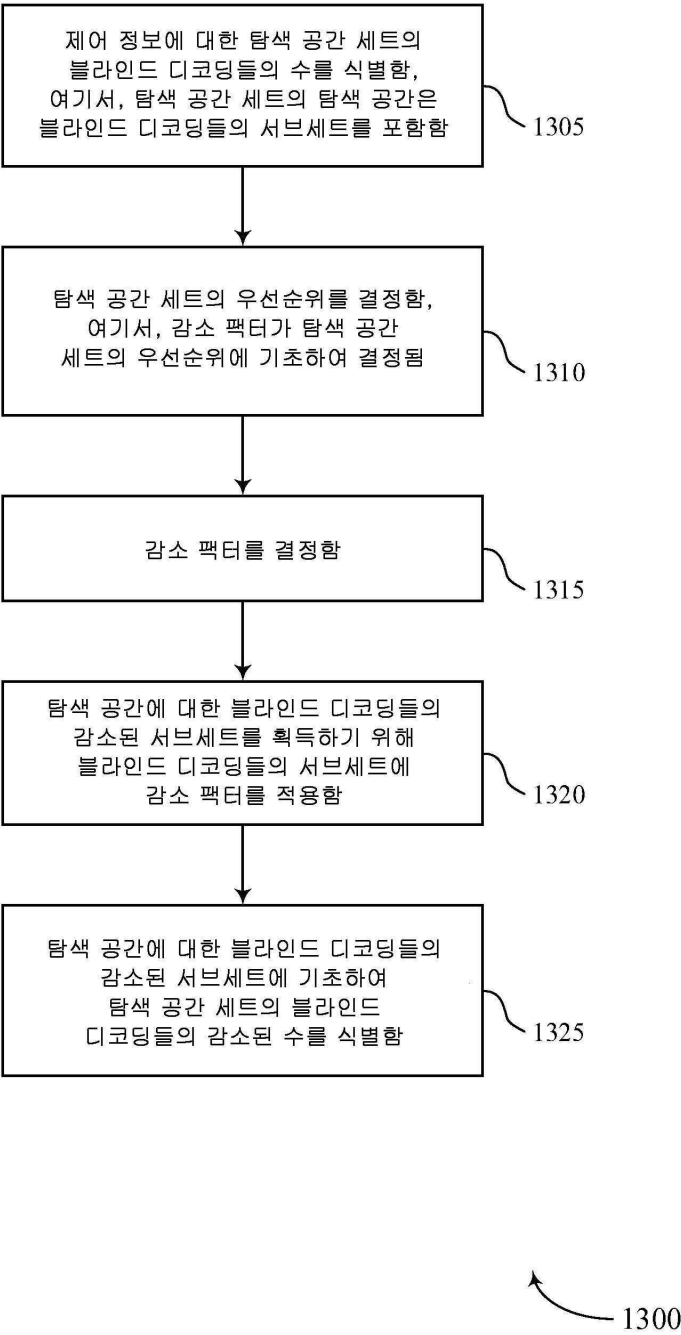 제어 정보에 대한 탐색 공간 세트의
블라인드 디코딩들의 수를 식별함,
여기서, 탐색 공간 세트의 탐색 공간은
블라인드 디코딩들의 서브세트를 포함함
1305
탐색 공간 세트의 우선순위를 결정함,
여기서, 감소 팩터가 탐색 공간
세트의 우선순위에 기초하여 결정됨
1310
감소 팩터를 결정함
1315
탐색 공간에 대한 블라인드 디코딩들의
감소된 서브세트를 획득하기 위해
블라인드 디코딩들의 서브세트에
감소 팩터를 적용함
1320
탐색 공간에 대한 블라인드 디코딩들의
감소된 서브세트에 기초하여
탐색 공간 세트의 블라인드
디코딩들의 감소된 수를 식별함
1325
1300